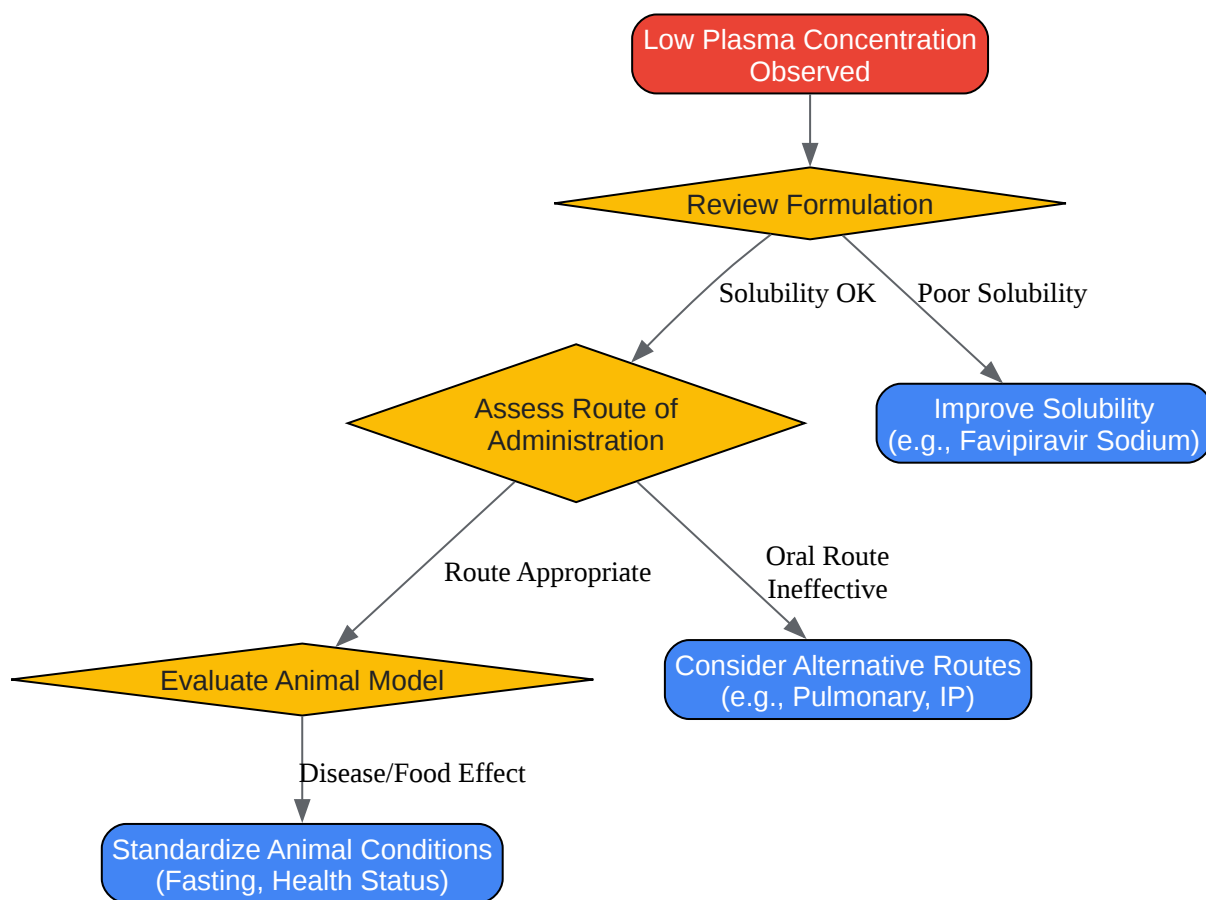 Low Plasma Concentration
Observed
Review Formulation
Solubility OK
Poor Solubility
Assess Route of
Administration
Improve Solubility
(e.g., Favipiravir Sodium)
Route Appropriate
Oral Route
Ineffective
Evaluate Animal Model
Consider Alternative Routes
(e.g., Pulmonary, IP)
Disease/Food Effect
Standardize Animal Conditions
(Fasting, Health Status)